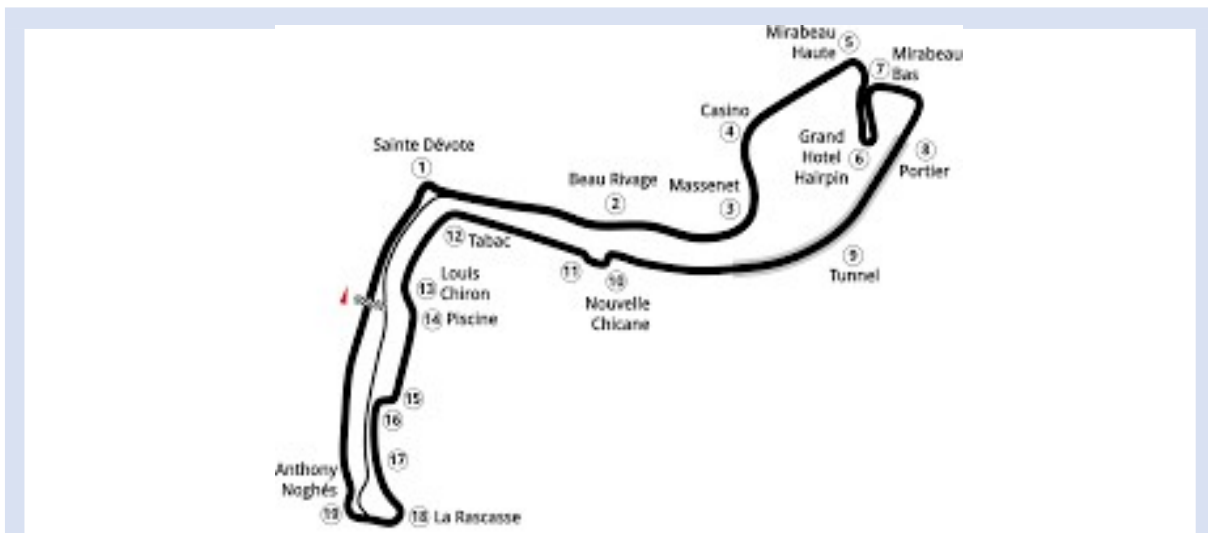 Mirabeau
Haute
5
7
Mirabeau
Bas
Casino
4
Grand
Hotel
Hairpin
6
8
Portier
Sainte Dévote
1
Beau Rivage
2
Massenet
3
9
Tunnel
12
Tabac
11
10
Nouvelle
Chicane
13
Louis
Chiron
14
Piscine
15
16
17
Anthony
Noghés
19
18
La Rascasse